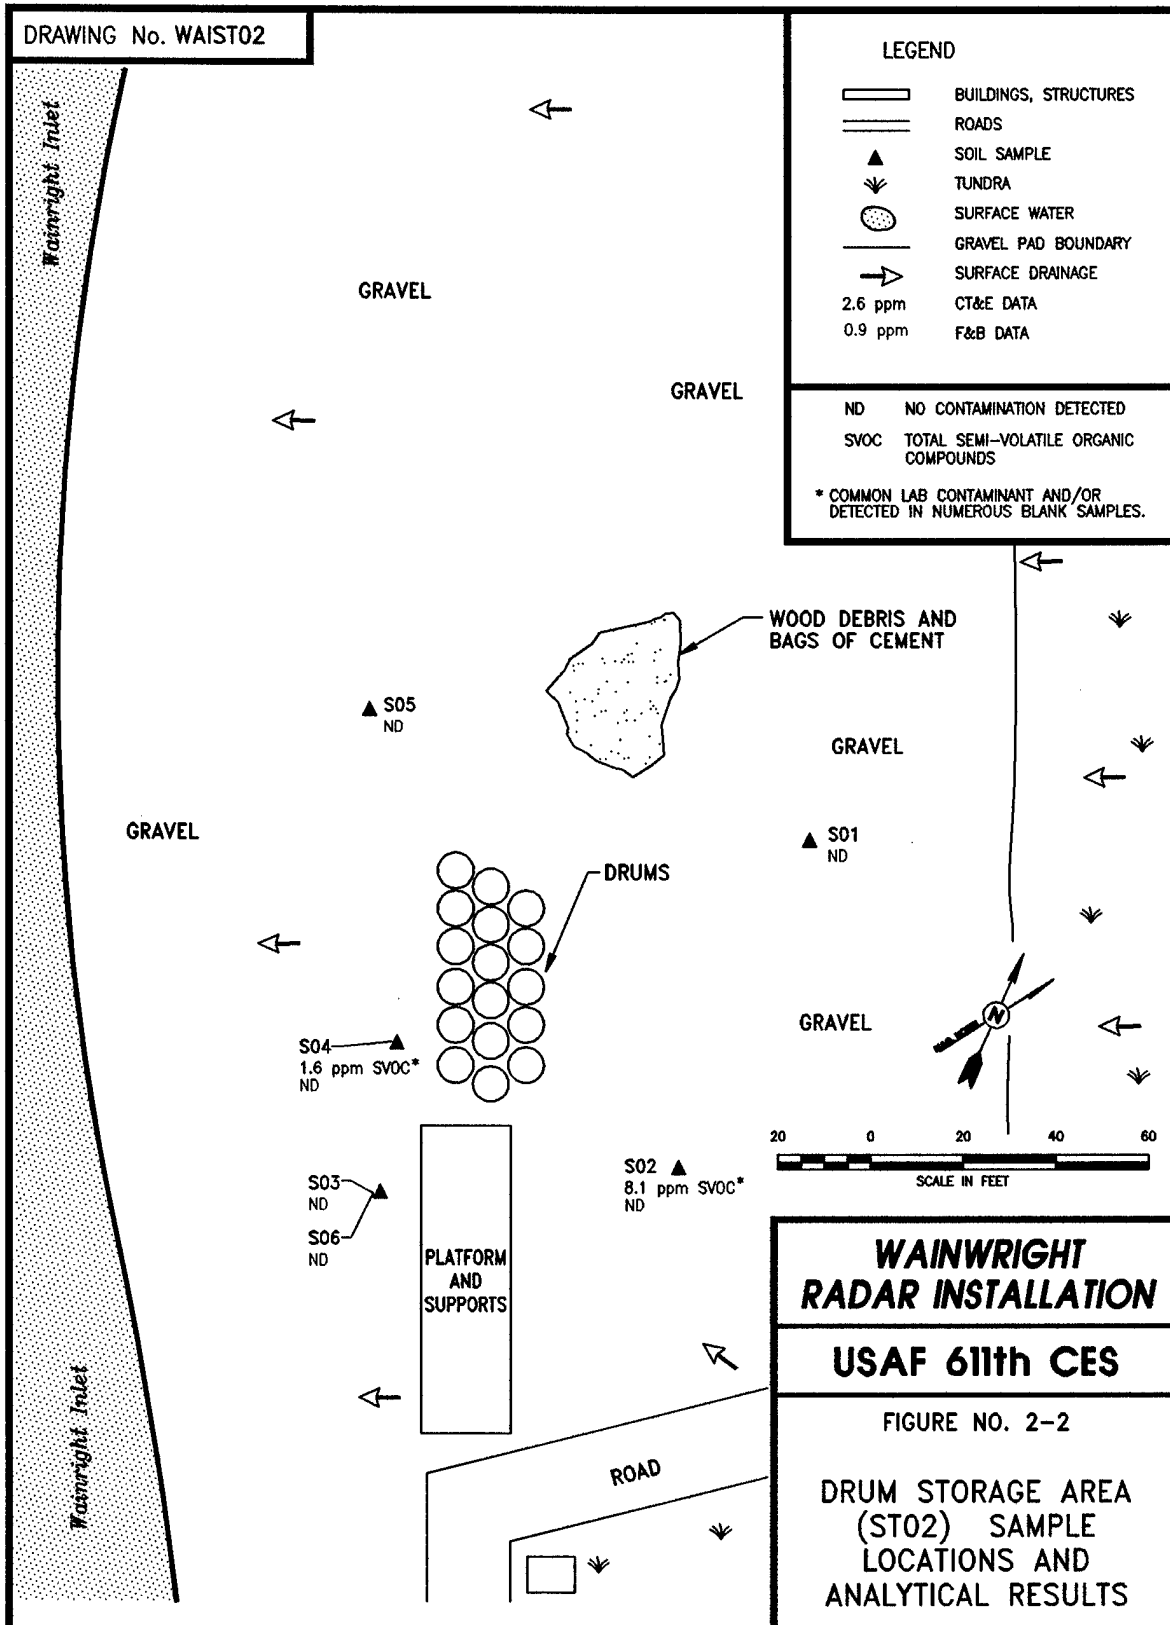 DRAWING No. WAIST02
LEGEND
BUILDINGS, STRUCTURES
ROADS
SOIL SAMPLE
TUNDRA
SURFACE WATER
GRAVEL PAD BOUNDARY
SURFACE DRAINAGE
2.6 ppm CT&E DATA
0.9 ppm F&B DATA
ND NO CONTAMINATION DETECTED
SVOC TOTAL SEMI-VOLATILE ORGANIC
COMPOUNDS
* COMMON LAB CONTAMINANT AND/OR
DETECTED IN NUMEROUS BLANK SAMPLES.
Wainright Inlet
GRAVEL
GRAVEL
WOOD DEBRIS AND
BAGS OF CEMENT
S05
ND
GRAVEL
GRAVEL
S01
ND
DRUMS
GRAVEL
N
S04
1.6 ppm SVOC*
ND
20 0 20 40 60
SCALE IN FEET
S02
8.1 ppm SVOC*
ND
S03
ND
S06
ND
PLATFORM
AND
SUPPORTS
Wainright Inlet
ROAD
WAINWRIGHT
RADAR INSTALLATION
USAF 611th CES
FIGURE NO. 2-2
DRUM STORAGE AREA
(ST02) SAMPLE
LOCATIONS AND
ANALYTICAL RESULTS